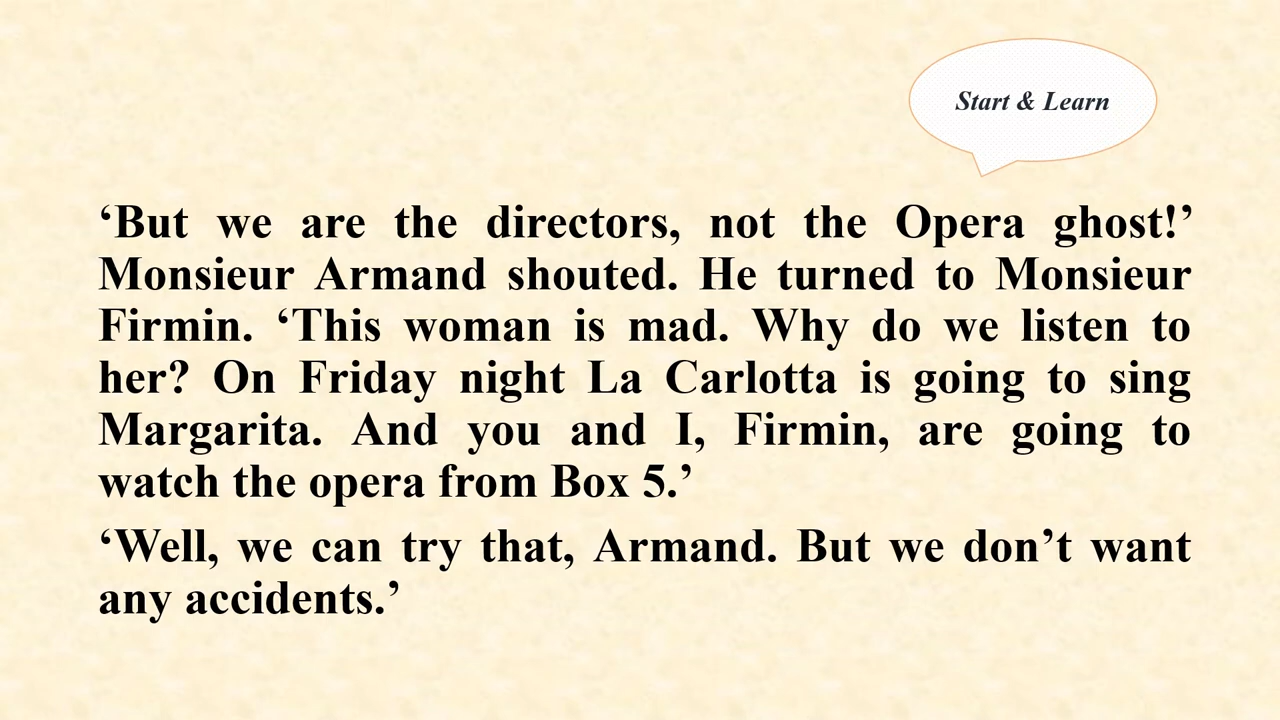 Start & Learn
‘But we are the directors, not the Opera ghost!’
Monsieur Armand shouted. He turned to Monsieur
Firmin. ‘This woman is mad. Why do we listen to
her? On Friday night La Carlotta is going to sing
Margarita. And you and I, Firmin, are going to
watch the opera from Box 5.’
‘Well, we can try that, Armand. But we don’t want
any accidents.’